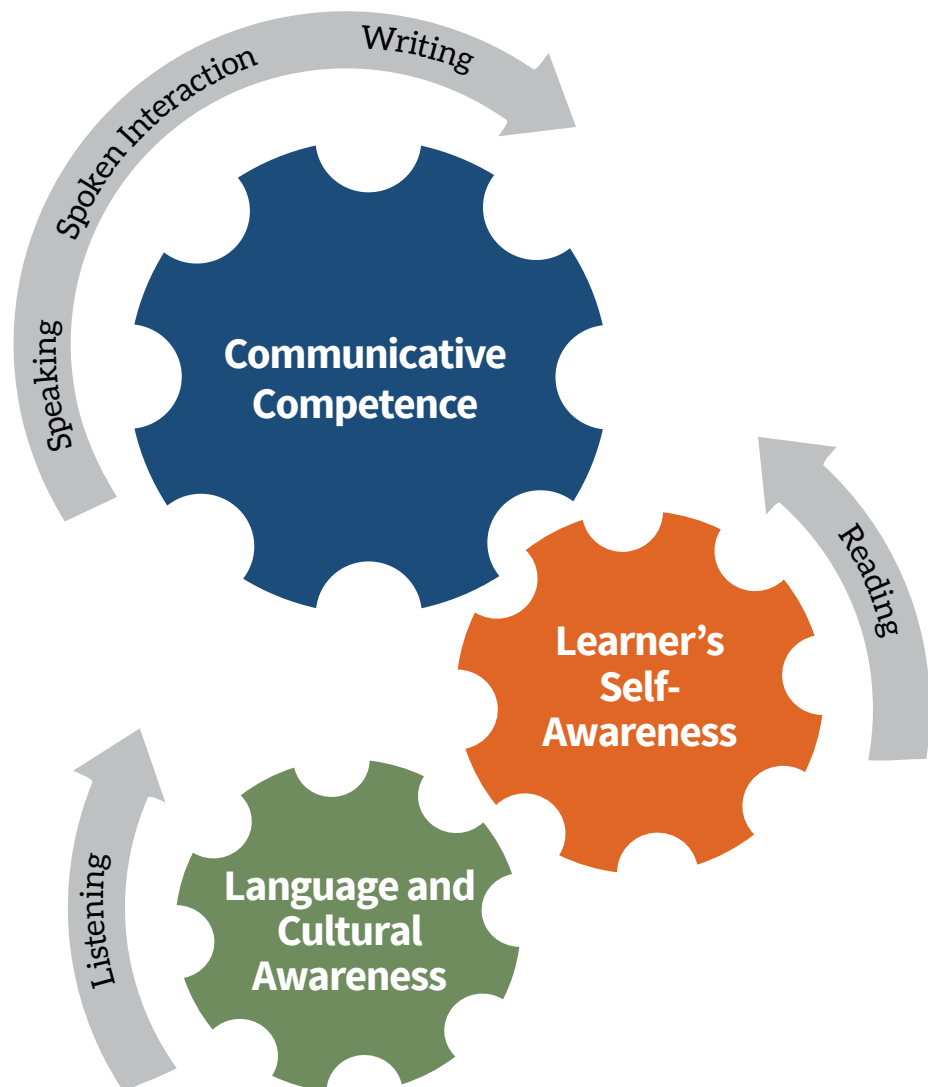 Writing
Spoken Interaction
Speaking
Communicative
Competence
Reading
Learner’s
Self-
Awareness
Listening
Language and
Cultural
Awareness